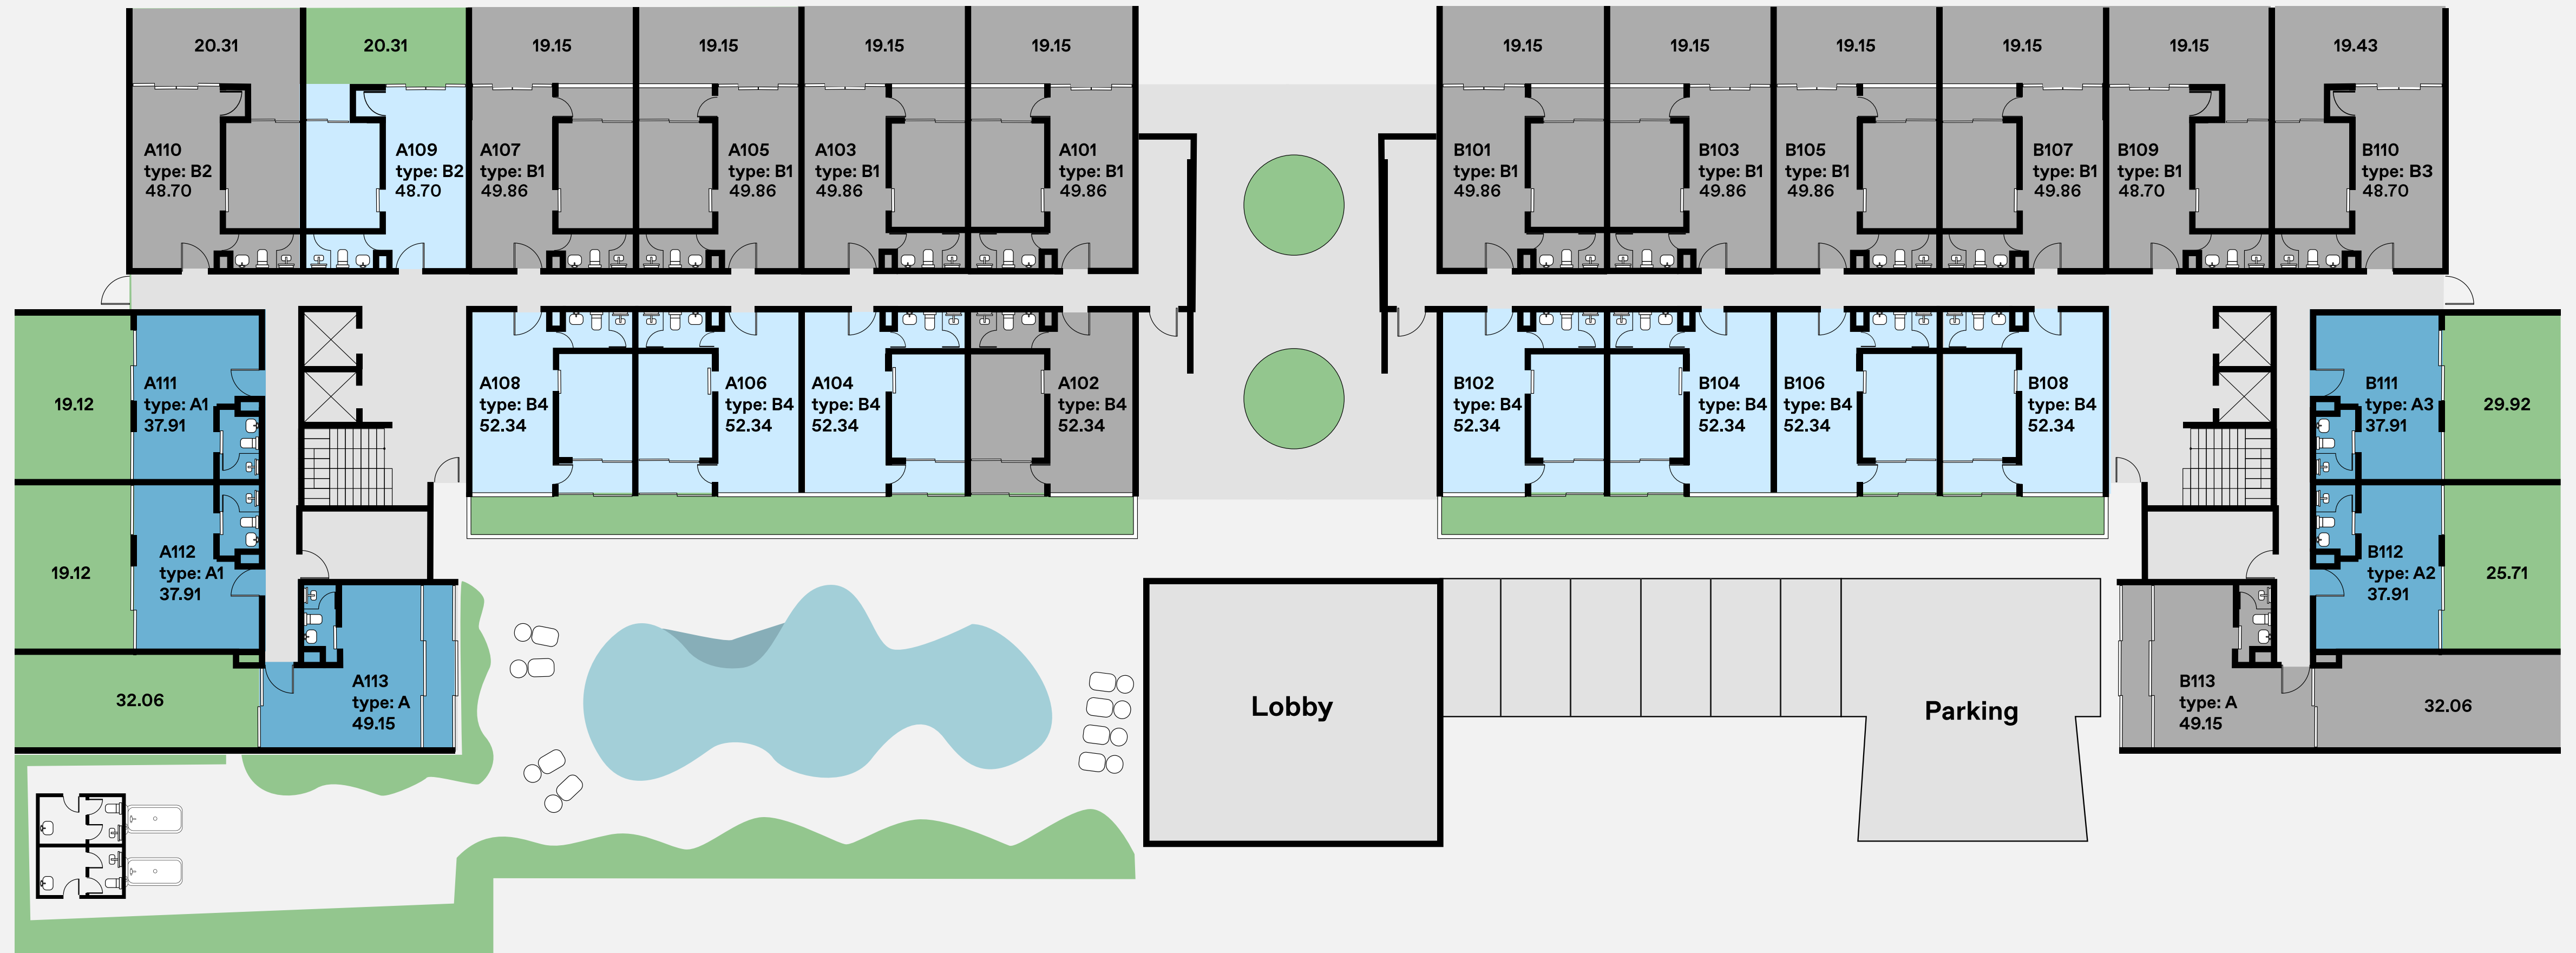 20.31
20.31
19.15
19.15
19.15
19.15
19.15
19.15
19.15
19.15
19.15
19.43
A110
type: B2
48.70
A109
type: B2
48.70
A107
type: B1
49.86
A105
type: B1
49.86
A103
type: B1
49.86
A101
type: B1
49.86
B101
type: B1
49.86
B103
type: B1
49.86
B105
type: B1
49.86
B107
type: B1
49.86
B109
type: B1
48.70
B110
type: B3
48.70
19.12
A111
type: A1
37.91
A108
type: B4
52.34
A106
type: B4
52.34
A104
type: B4
52.34
A102
type: B4
52.34
B102
type: B4
52.34
B104
type: B4
52.34
B106
type: B4
52.34
B108
type: B4
52.34
B111
type: A3
37.91
29.92
19.12
A112
type: A1
37.91
B112
type: A2
37.91
25.71
32.06
A113
type: A
49.15
Lobby
Parking
B113
type: A
49.15
32.06